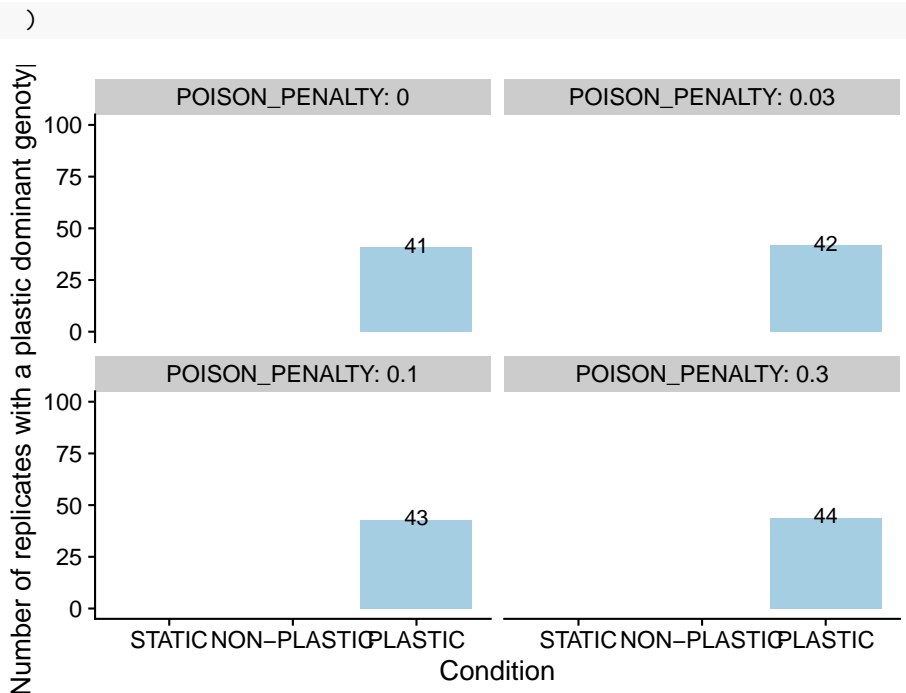 )
Number of replicates with a plastic dominant genoty
POISON_PENALTY: 0
POISON_PENALTY: 0.03
100
75
50
25
0
41
42
POISON_PENALTY: 0.1
POISON_PENALTY: 0.3
100
75
50
25
0
43
44
STATIC NON−PLASTIC PLASTIC
STATIC NON−PLASTIC PLASTIC
Condition